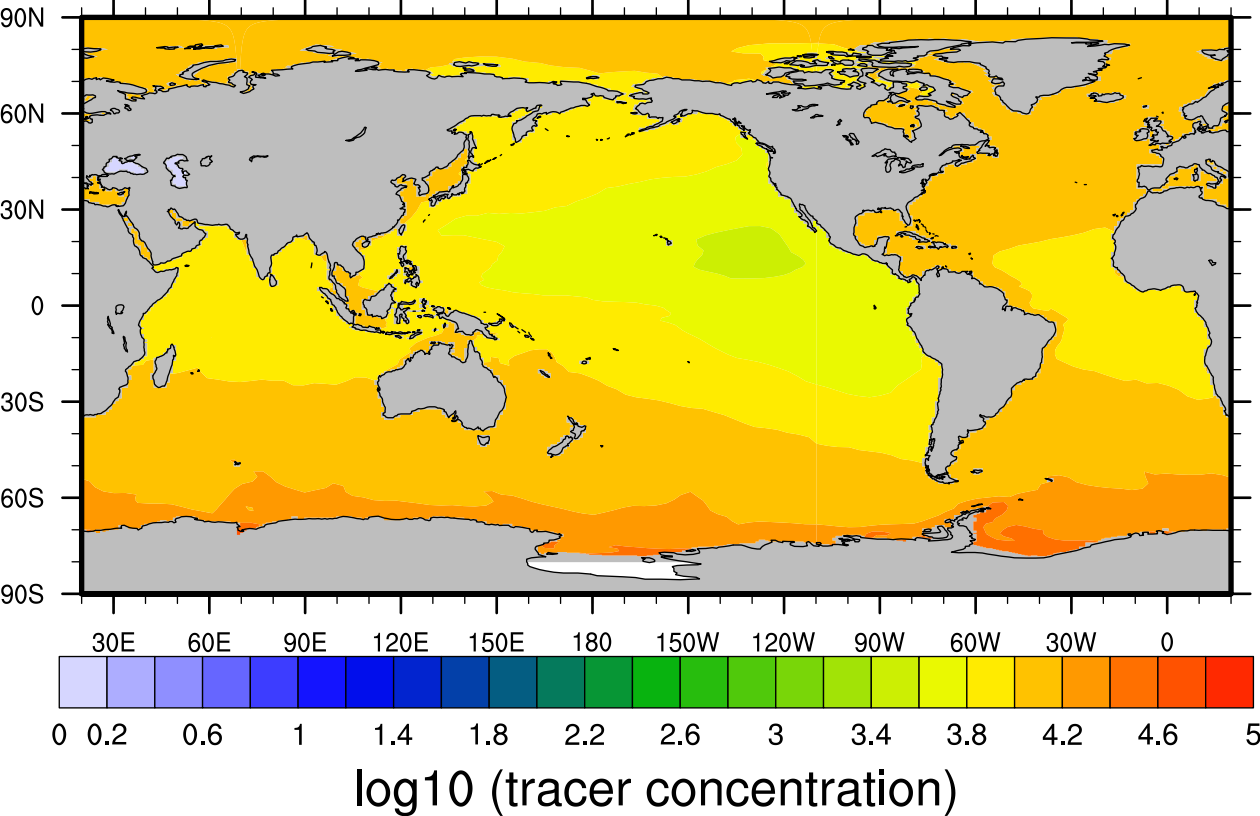 90N
60N
30N
0
30S
60S
90S
30E 60E 90E 120E 150E 180 150W 120W 90W 60W 30W 0
0 0.2 0.6 1 1.4 1.8 2.2 2.6 3 3.4 3.8 4.2 4.6 5
log10 (tracer concentration)